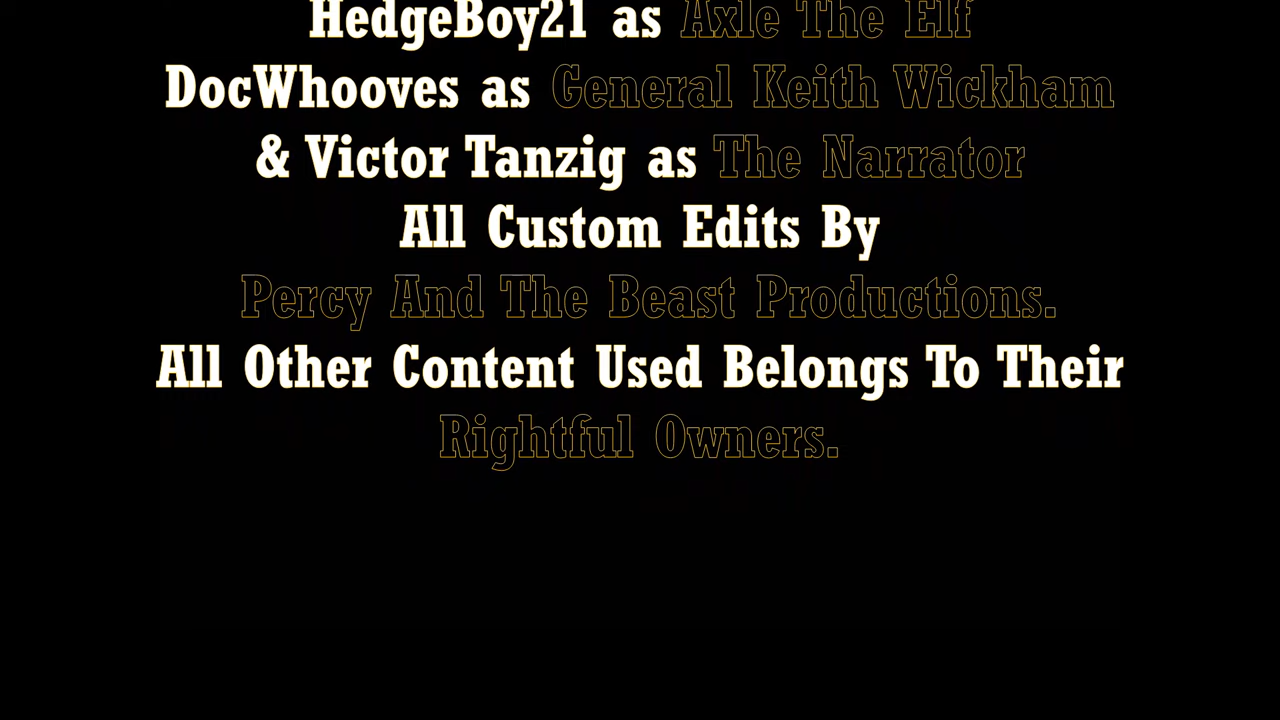 HedgeBoy21 as Axle The Elf
DocWhooves as General Keith Wickham
& Victor Tanzig as The Narrator
All Custom Edits By
Percy And The Beast Productions.
All Other Content Used Belongs To Their
Rightful Owners.